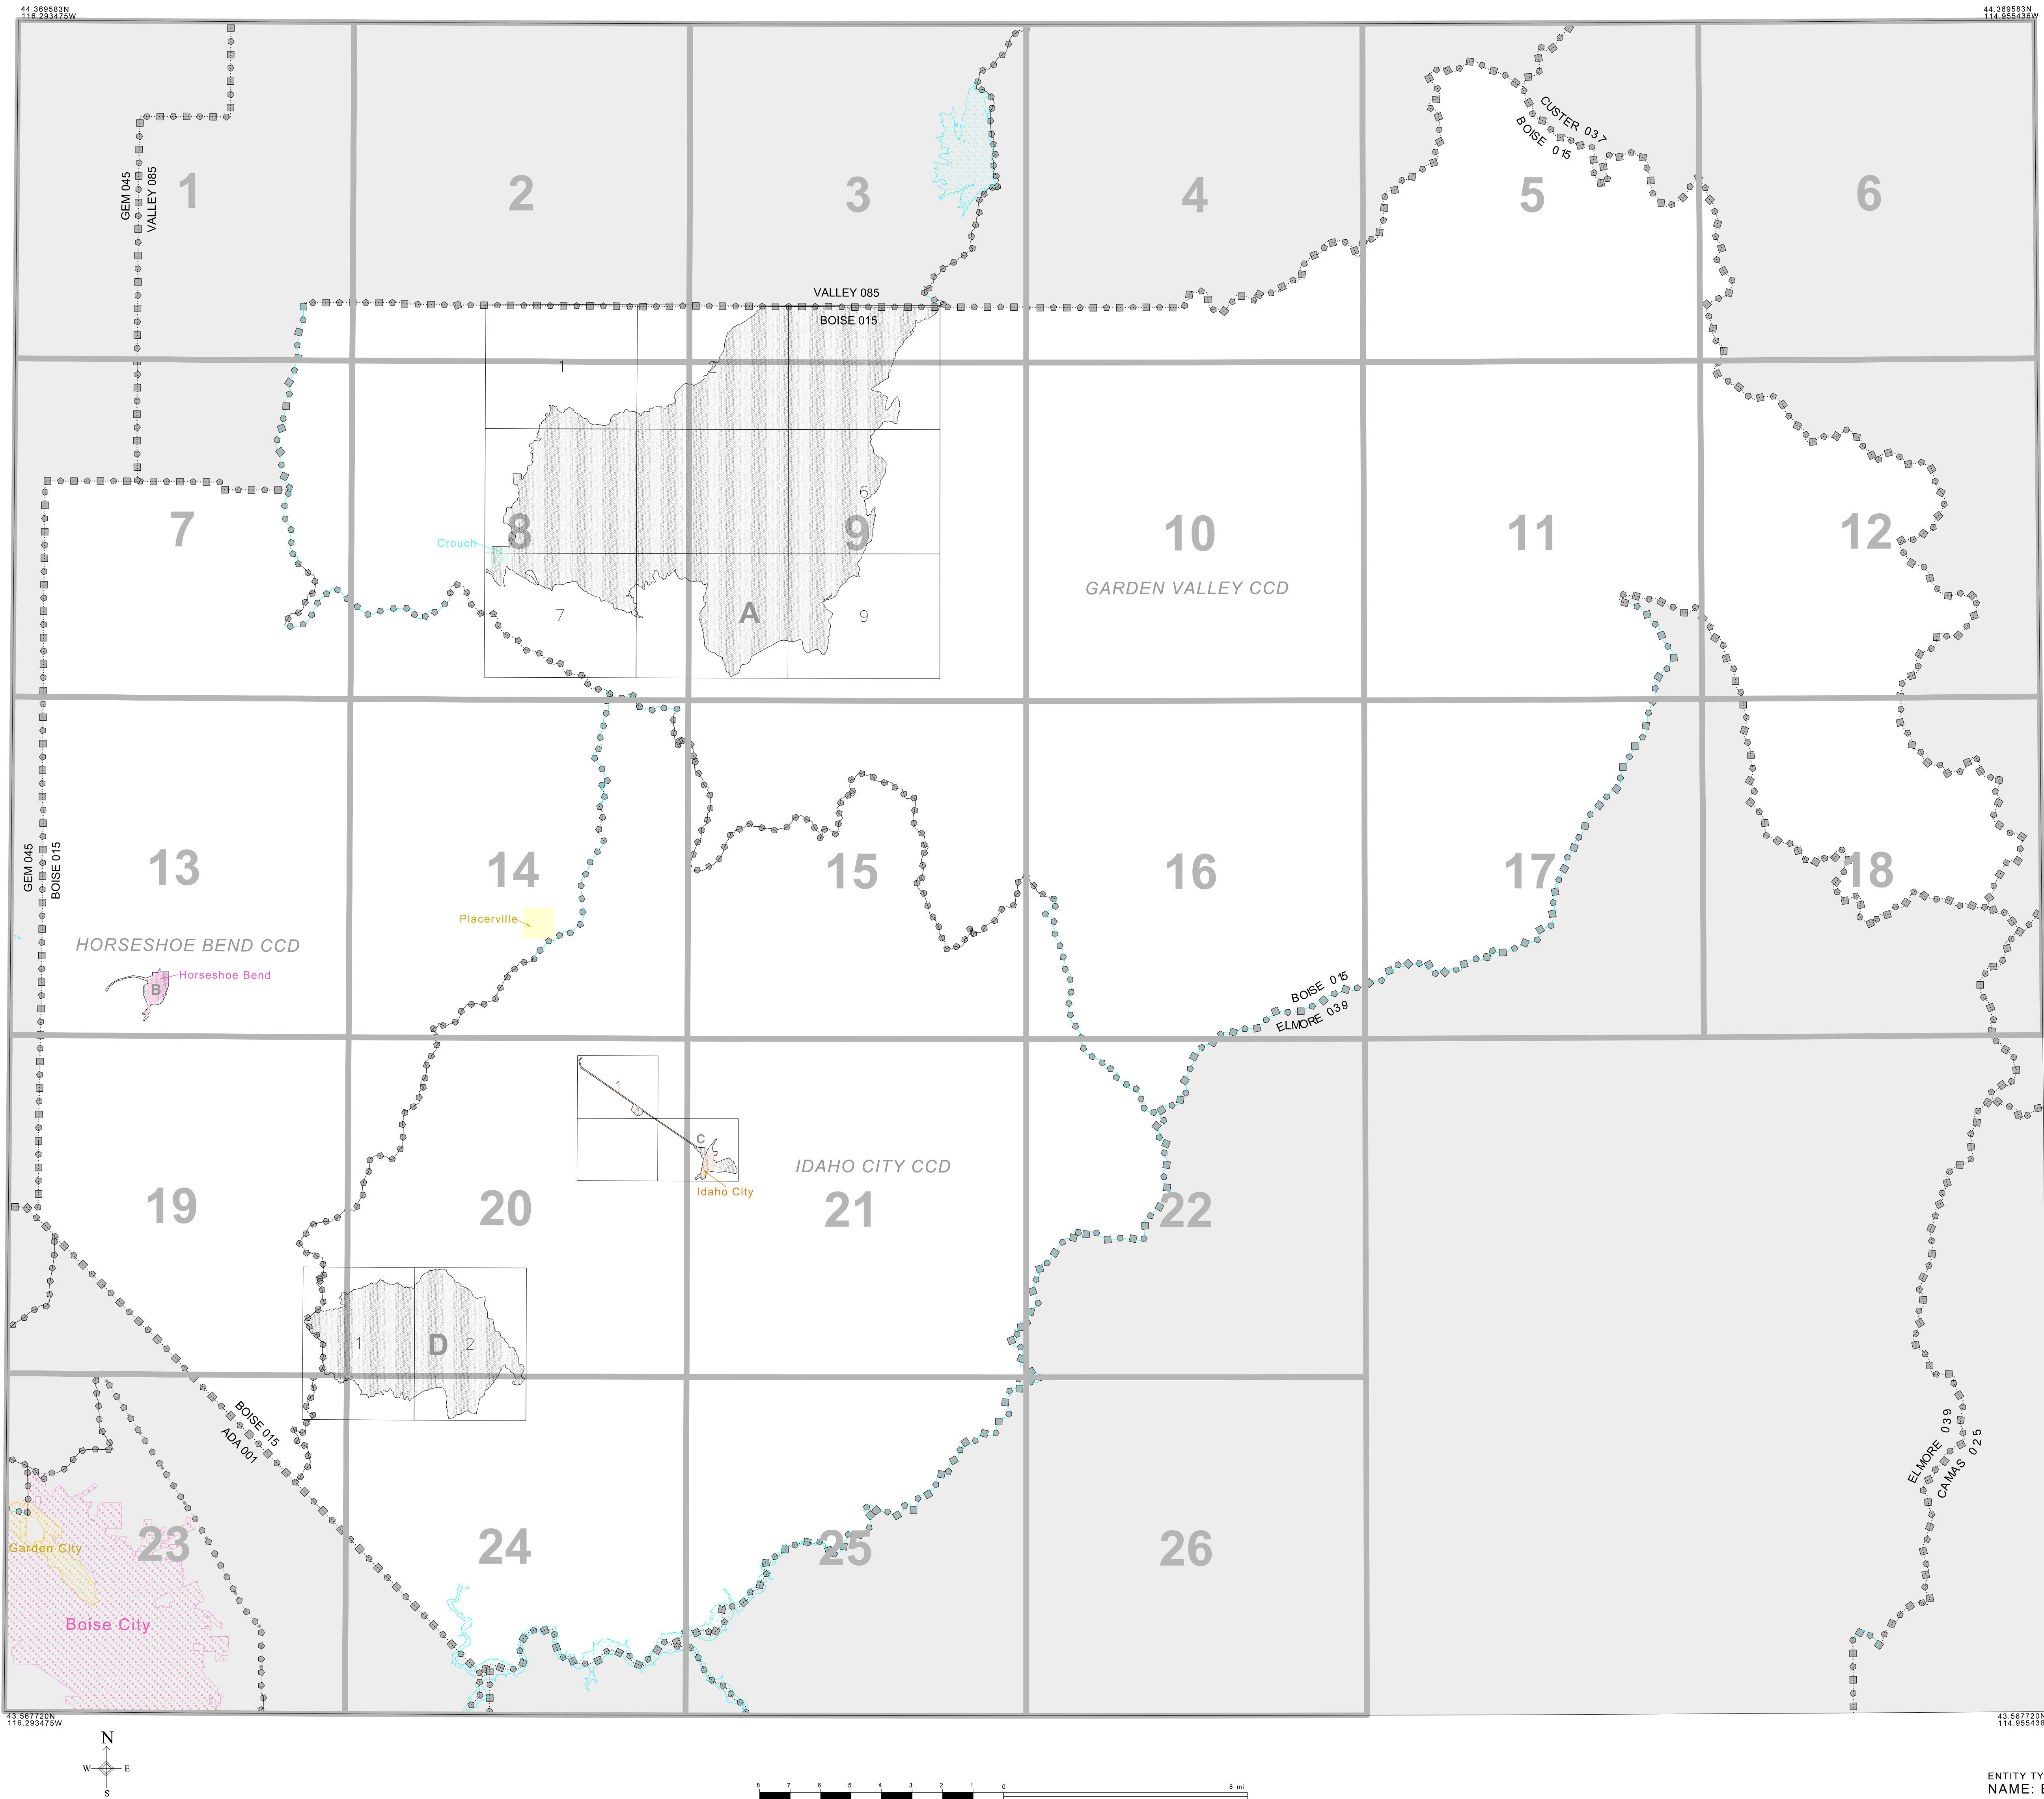 44.369583N
116.293475W
44.369583N
114.955436W
CUSTER 037
BOISE 015
GEM 045
VALLEY 085
1
2
3
4
5
6
VALLEY 085
BOISE 015
1
2
6
7
8
9
10
11
12
Crouch
GARDEN VALLEY CCD
A
7
9
GEM 045
BOISE 015
13
14
15
16
17
18
Placerville
HORSESHOE BEND CCD
Horseshoe Bend
B
BOISE 015
ELMORE 039
1
C
IDAHO CITY CCD
Idaho City
19
20
21
22
1
D
2
BOISE 015
ADA 001
ELMORE 039
CAMAS 025
23
24
25
26
Garden City
Boise City
43.567720N
116.293475W
43.567720N
114.955436W
N
W
E
S
8 7 6 5 4 3 2 1 0 8 mi
ENTITY TY
NAME: